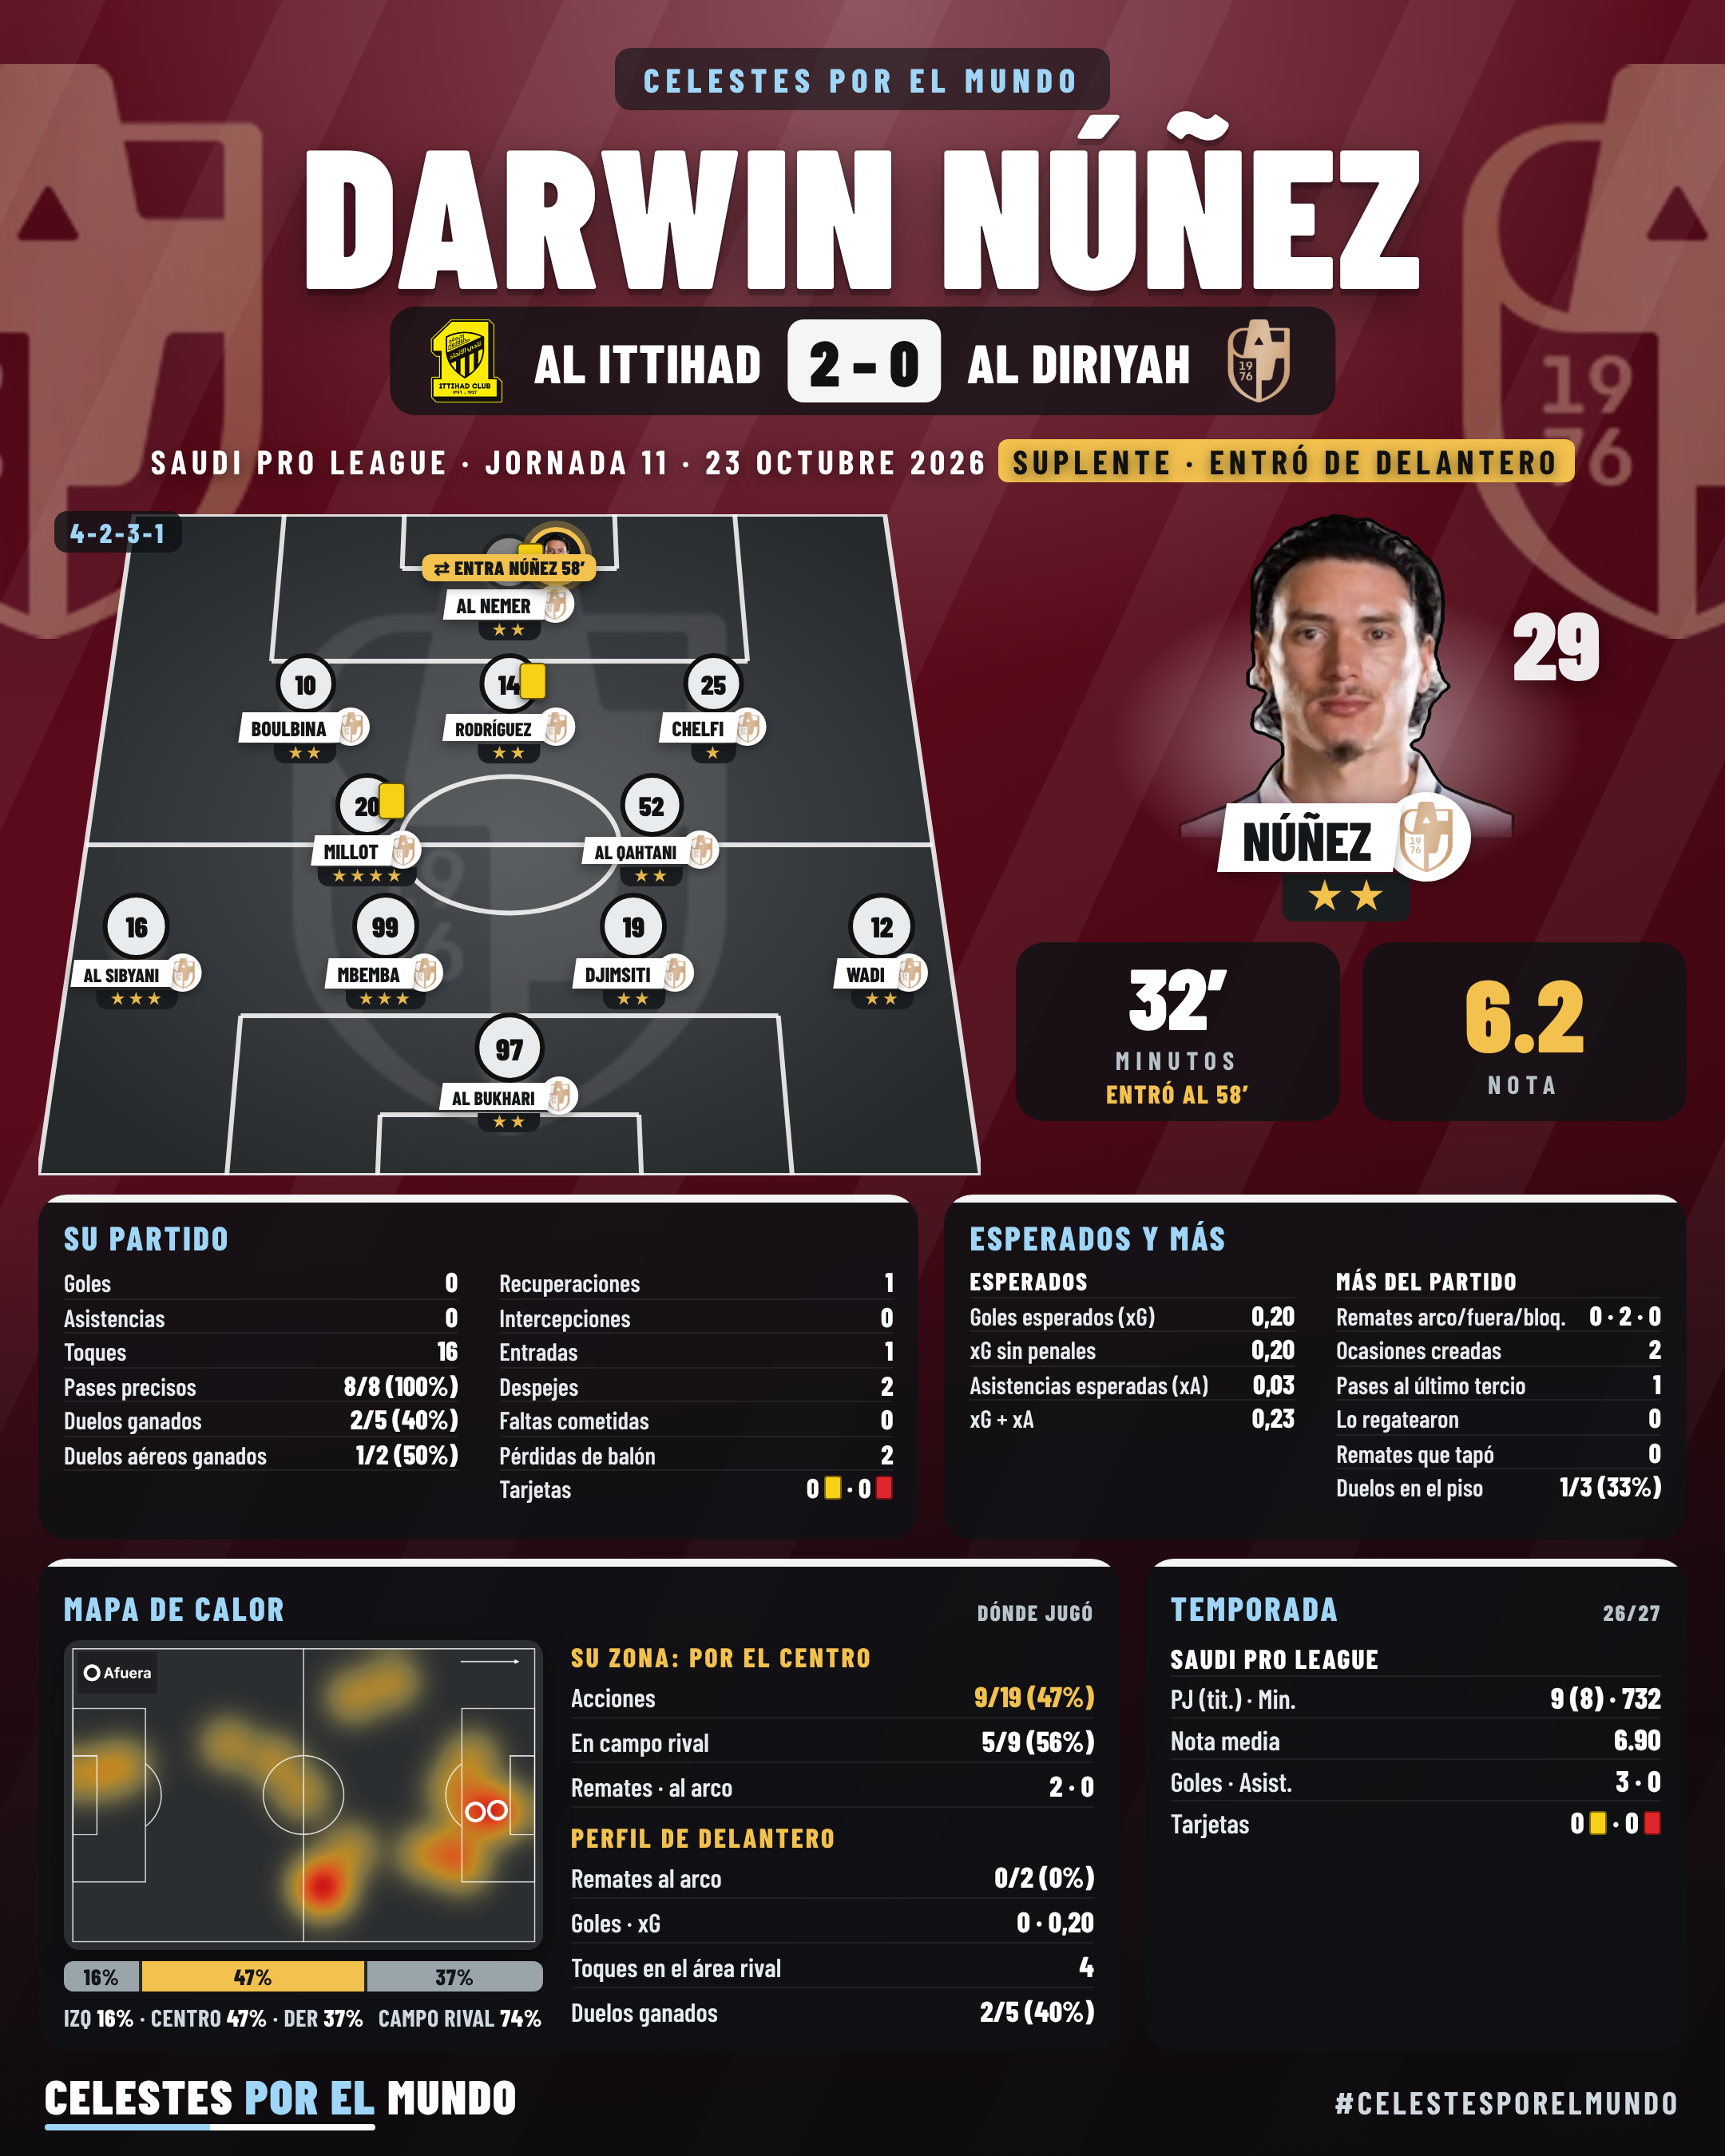 CELESTES POR EL MUNDO
DARWIN NÚÑEZ
ITTIHAD CLUB
AL ITTIHAD 2 - 0 AL DIRIYAH
19
76
SAUDI PRO LEAGUE · JORNADA 11 · 23 OCTUBRE 2026 SUPLENTE · ENTRÓ DE DELANTERO
19
76
4-2-3-1
⇄ ENTRA NÚÑEZ 58’
AL NEMER
★★
10 14 25
BOULBINA RODRÍGUEZ CHELFI
★★ ★★ ★
20 52
MILLOT AL QAHTANI
★★★★ ★★
16 99 19 12
AL SIBYANI MBEMBA DJIMSITI WADI
★★★ ★★★ ★★ ★★
97
AL BUKHARI
★★
29
NÚÑEZ
19
76
★★
32’
MINUTOS
ENTRÓ AL 58’
6.2
NOTA
SU PARTIDO
Goles 0
Asistencias 0
Toques 16
Pases precisos 8/8 (100%)
Duelos ganados 2/5 (40%)
Duelos aéreos ganados 1/2 (50%)
Recuperaciones 1
Intercepciones 0
Entradas 1
Despejes 2
Faltas cometidas 0
Pérdidas de balón 2
Tarjetas 0 · 0
ESPERADOS Y MÁS
ESPERADOS
Goles esperados (xG) 0,20
xG sin penales 0,20
Asistencias esperadas (xA) 0,03
xG + xA 0,23
MÁS DEL PARTIDO
Remates arco/fuera/bloq. 0 · 2 · 0
Ocasiones creadas 2
Pases al último tercio 1
Lo regatearon 0
Remates que tapó 0
Duelos en el piso 1/3 (33%)
MAPA DE CALOR DÓNDE JUGÓ
Afuera
16% 47% 37%
IZQ 16% · CENTRO 47% · DER 37% CAMPO RIVAL 74%
SU ZONA: POR EL CENTRO
Acciones 9/19 (47%)
En campo rival 5/9 (56%)
Remates · al arco 2 · 0
PERFIL DE DELANTERO
Remates al arco 0/2 (0%)
Goles · xG 0 · 0,20
Toques en el área rival 4
Duelos ganados 2/5 (40%)
TEMPORADA 26/27
SAUDI PRO LEAGUE
PJ (tit.) · Min. 9 (8) · 732
Nota media 6.90
Goles · Asist. 3 · 0
Tarjetas 0 · 0
CELESTES POR EL MUNDO
#CELESTESPORELMUNDO